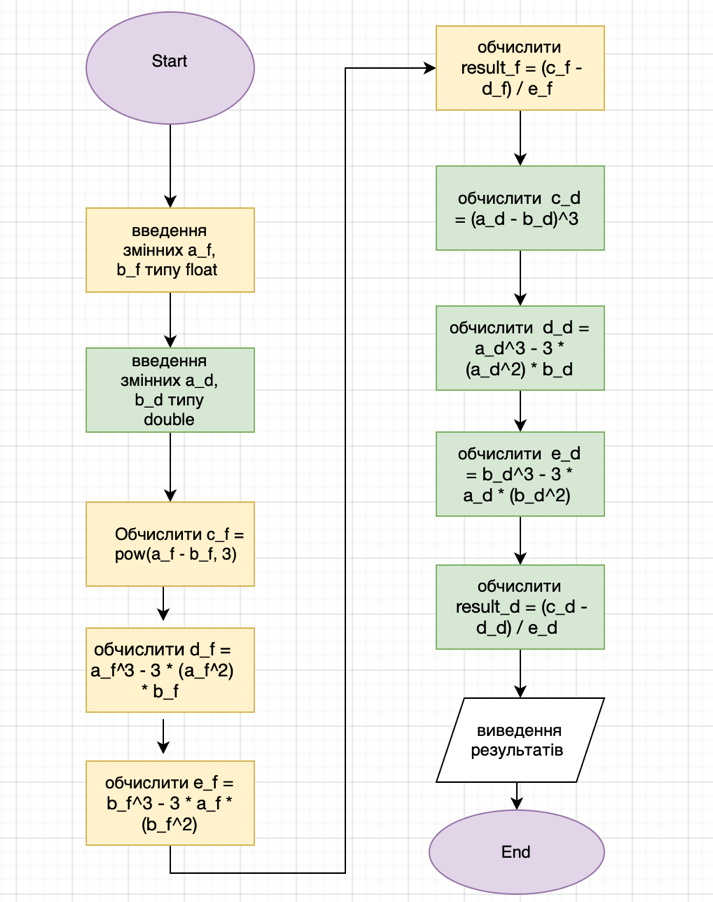 Start
введення
змінних a_f,
b_f типу float
введення
змінних a_d,
b_d типу
double
Обчислити c_f =
pow(a_f - b_f, 3)
обчислити d_f =
a_f^3 - 3 * (a_f^2)
* b_f
обчислити e_f =
b_f^3 - 3 * a_f *
(b_f^2)
обчислити
result_f = (c_f -
d_f) / e_f
обчислити c_d
= (a_d - b_d)^3
обчислити d_d =
a_d^3 - 3 *
(a_d^2) * b_d
обчислити e_d
= b_d^3 - 3 *
a_d * (b_d^2)
обчислити
result_d = (c_d -
d_d) / e_d
виведення
результатів
End